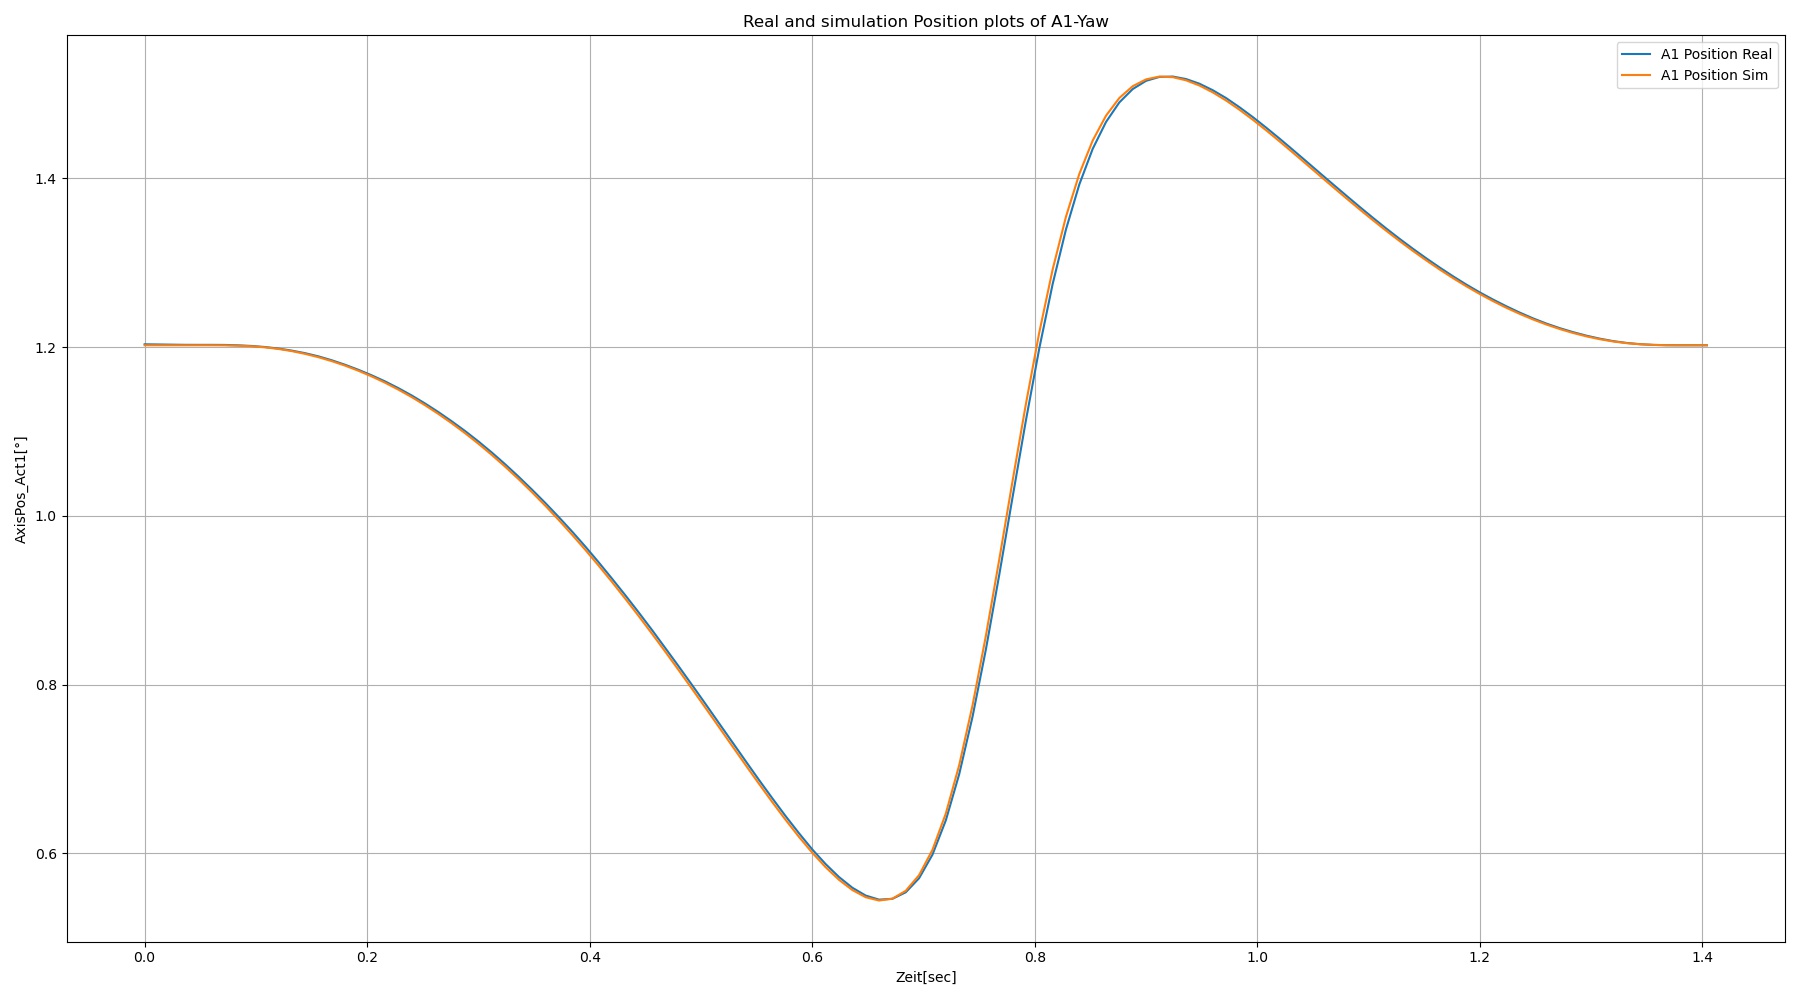 Real and simulation Position plots of A1-Yaw
A1 Position Real
A1 Position Sim
AxisPos_Act1[°]
1.4
1.2
1.0
0.8
0.6
0.0 0.2 0.4 0.6 0.8 1.0 1.2 1.4
Zeit[sec]